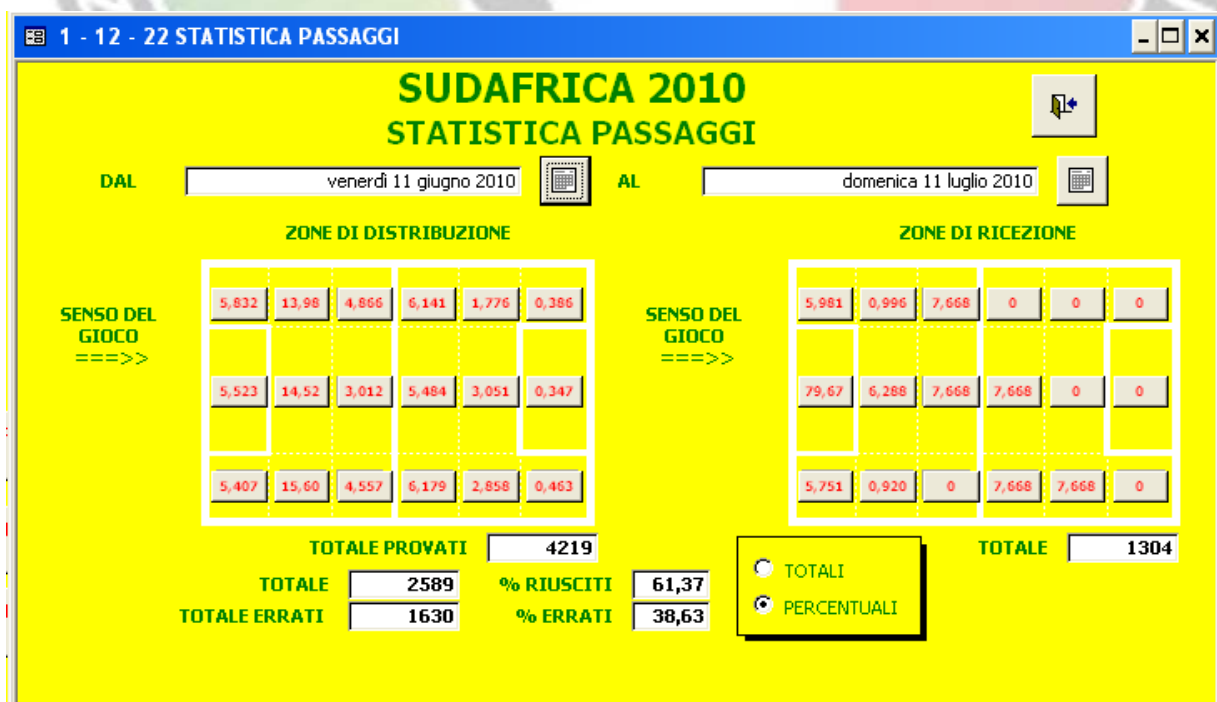 1 - 12 - 22 STATISTICA PASSAGGI
SUDAFRICA 2010
STATISTICA PASSAGGI
DAL venerdì 11 giugno 2010 AL domenica 11 luglio 2010
ZONE DI DISTRIBUZIONE ZONE DI RICEZIONE
5,832 13,98 4,866 6,141 1,776 0,386 5,981 0,996 7,668 0 0 0
SENSO DEL SENSO DEL
GIOCO GIOCO
===>> ===>>
5,523 14,52 3,012 5,484 3,051 0,347 79,67 6,288 7,668 7,668 0 0
5,407 15,60 4,557 6,179 2,858 0,463 5,751 0,920 0 7,668 7,668 0
TOTALE PROVATI 4219 TOTALE 1304
TOTALE 2589 % RIUSCITI 61,37 TOTALI
TOTALE ERRATI 1630 % ERRATI 38,63 PERCENTUALI